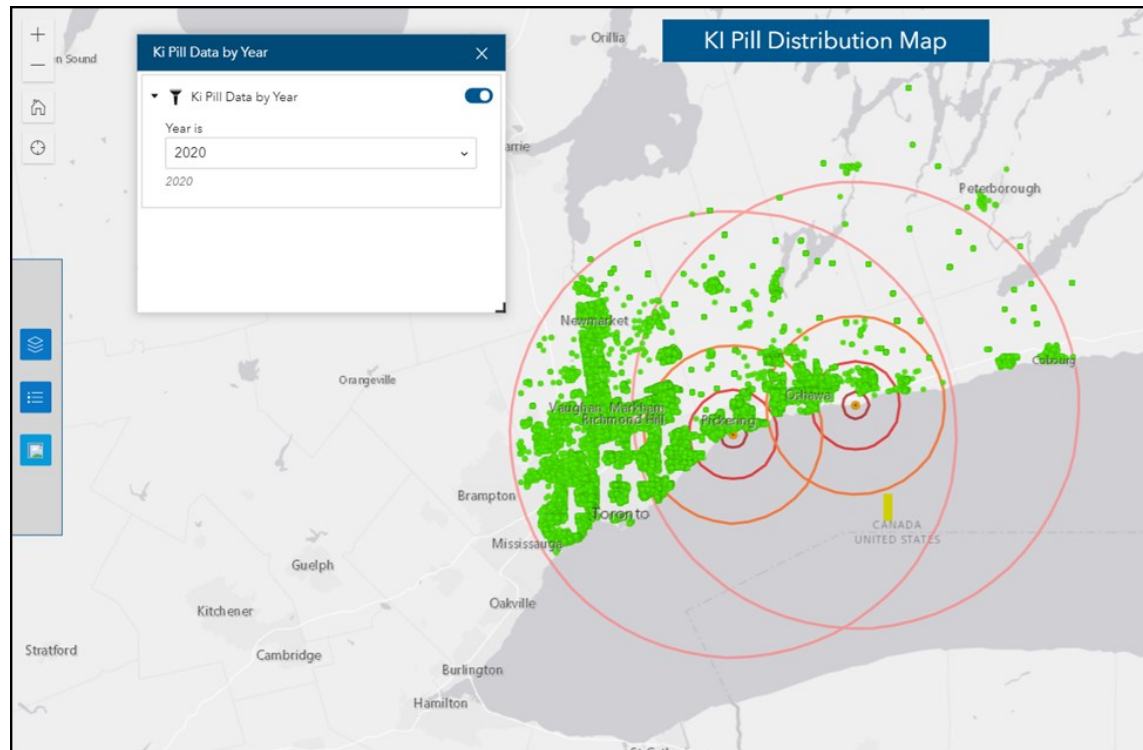 KI Pill Distribution Map
Ki Pill Data by Year
Ki Pill Data by Year
Year is
2020
2020
Orillia
Peterborough
Newmarket
Orangeville
Vaughan Markham
Richmond Hill
Pickering
Oshawa
Cobourg
Brampton
Toronto
Mississauga
CANADA
UNITED STATES
Guelph
Oakville
Kitchener
Stratford
Cambridge
Burlington
Hamilton